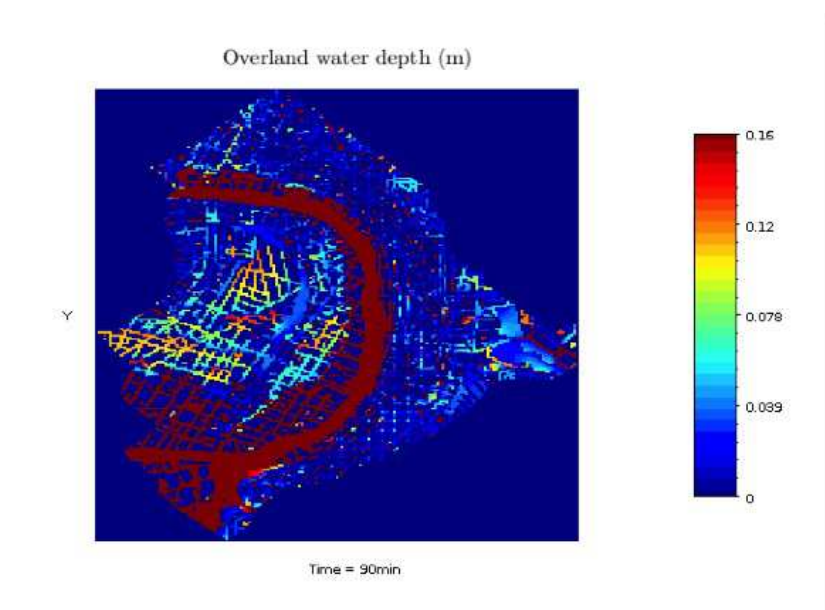 Overland water depth (m)
0.16
0.12
Y
0.078
0.039
0
Time = 90min